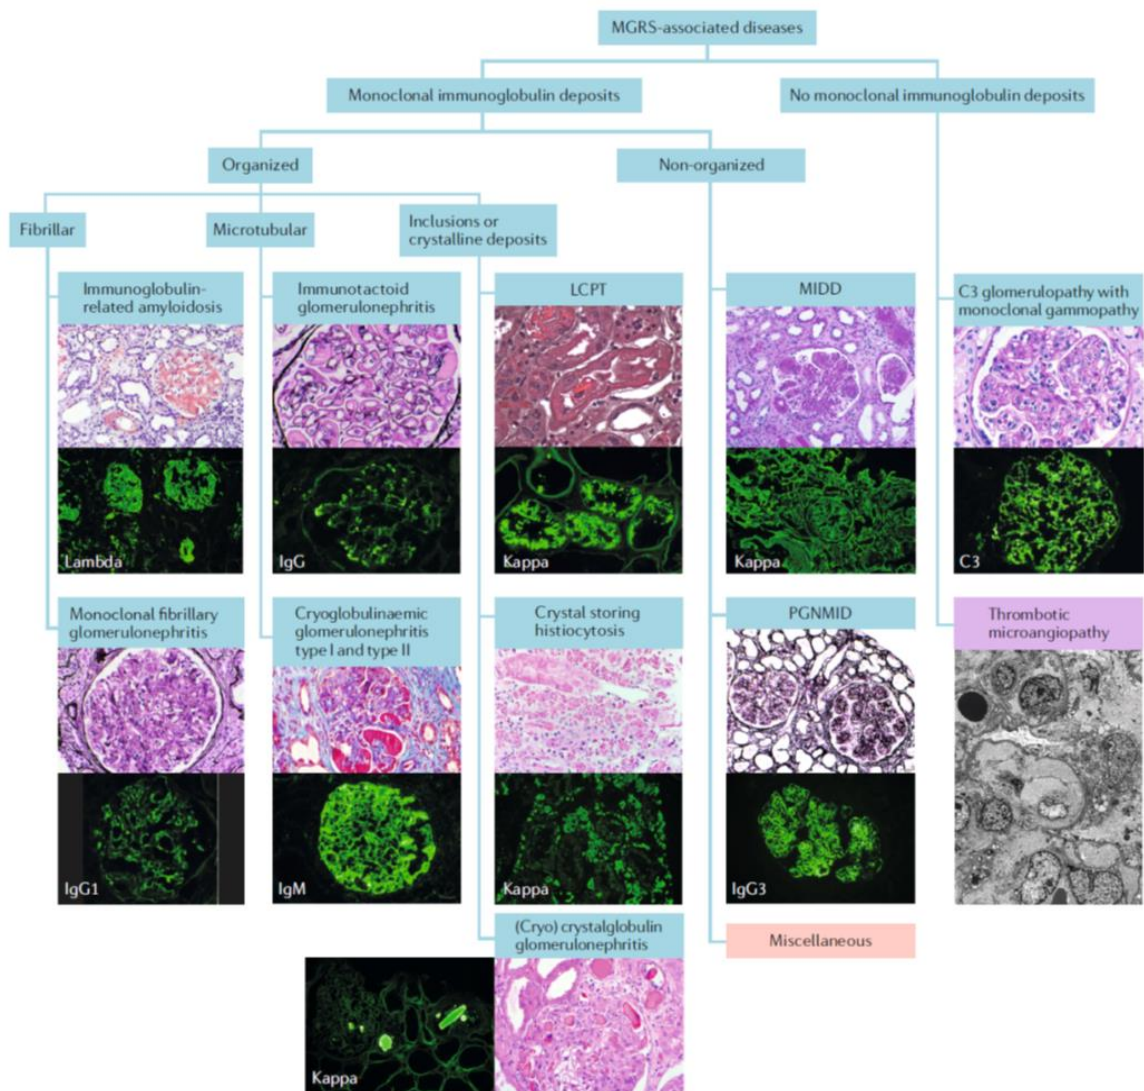 MGRS-associated diseases
Monoclonal immunoglobulin deposits
No monoclonal immunoglobulin deposits
Organized
Non-organized
Fibrillar
Microtubular
Inclusions or
crystalline deposits
Immunoglobulin-
related amyloidosis
Lambda
Immunotactoid
glomerulonephritis
IgG
LCPT
Kappa
MIDD
Kappa
C3 glomerulopathy with
monoclonal gammopathy
C3
Monoclonal fibrillary
glomerulonephritis
IgG1
Cryoglobulinaemic
glomerulonephritis
type I and type II
IgM
Crystal storing
histiocytosis
Kappa
PGNMID
IgG3
Thrombotic
microangiopathy
(Cryo) crystalglobulin
glomerulonephritis
Kappa
Miscellaneous